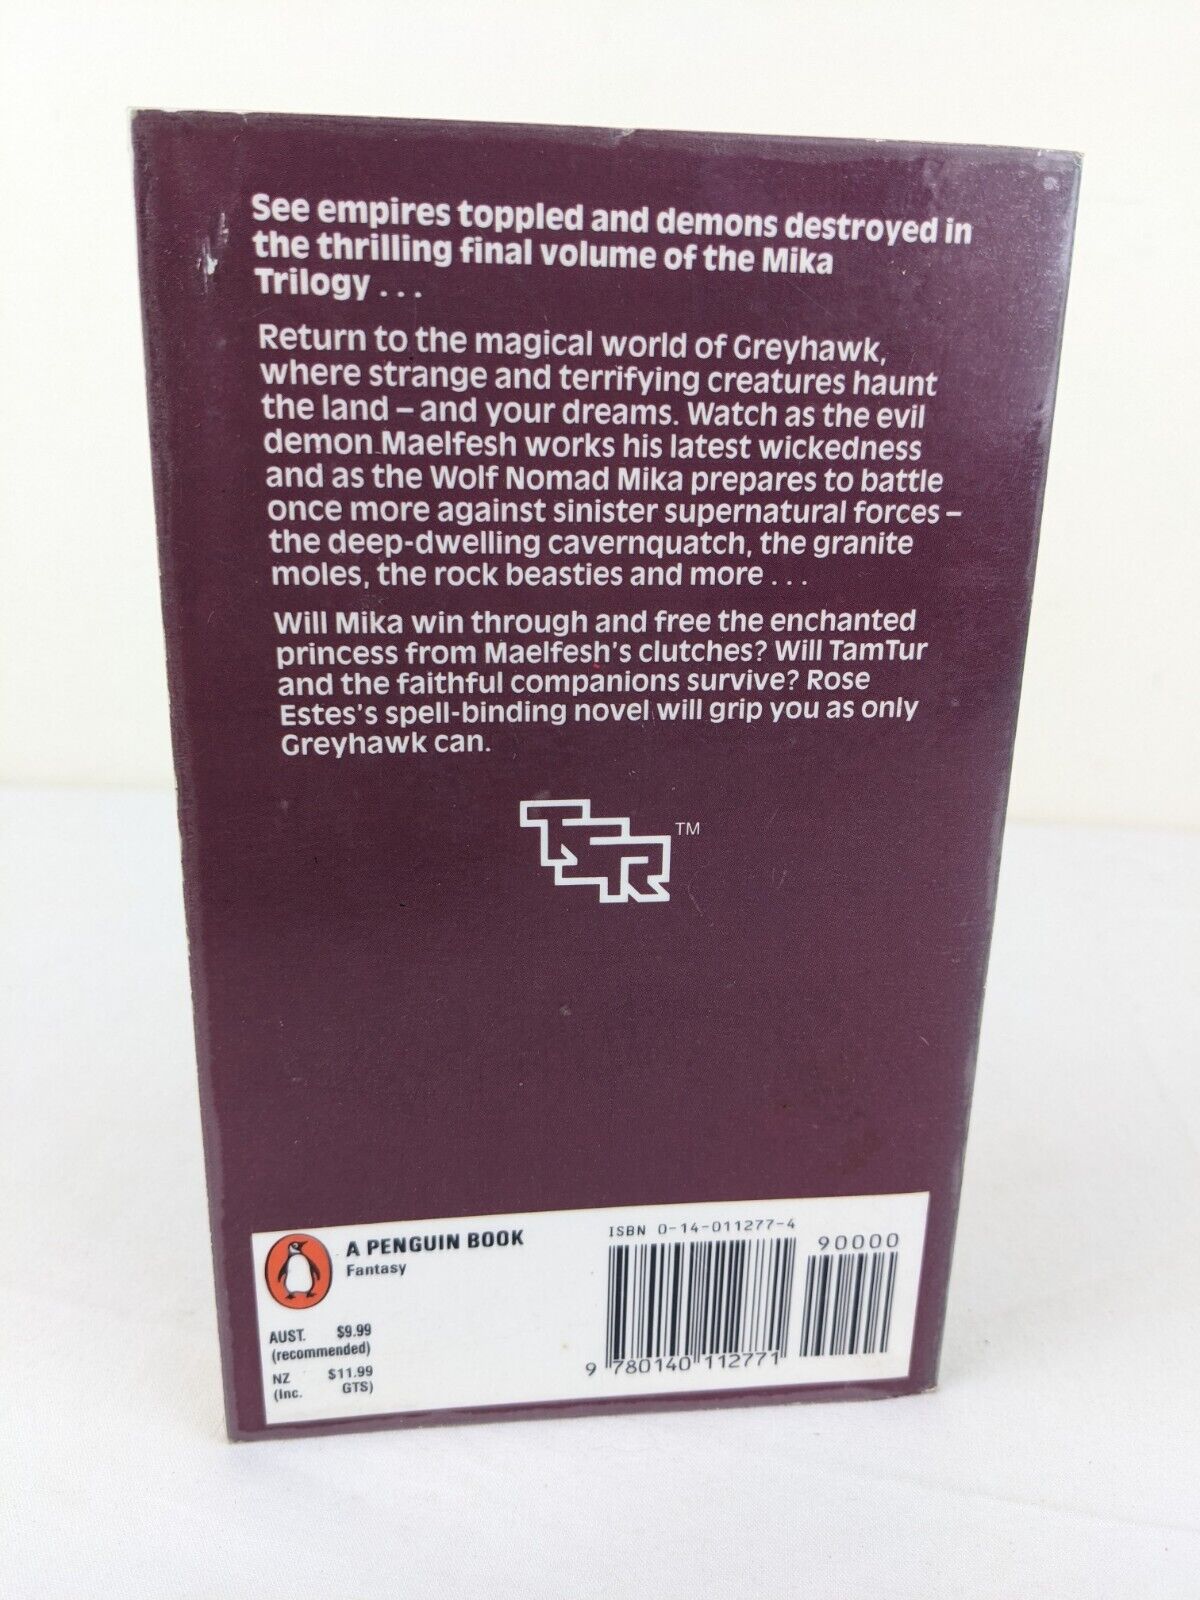 See empires toppled and demons destroyed in
the thrilling final volume of the Mika
Trilogy . . .
Return to the magical world of Greyhawk,
where strange and terrifying creatures haunt
the land – and your dreams. Watch as the evil
demon Maelfesh works his latest wickedness
and as the Wolf Nomad Mika prepares to battle
once more against sinister supernatural forces –
the deep-dwelling cavernquatch, the granite
moles, the rock beasties and more . . .
Will Mika win through and free the enchanted
princess from Maelfesh's clutches? Will TamTur
and the faithful companions survive? Rose
Estes's spell-binding novel will grip you as only
Greyhawk can.
TSR TM
A PENGUIN BOOK
Fantasy
AUST. $9.99
(recommended)
NZ $11.99
(Inc. GTS)
ISBN 0-14-011277-4
90000
9 780140 112771